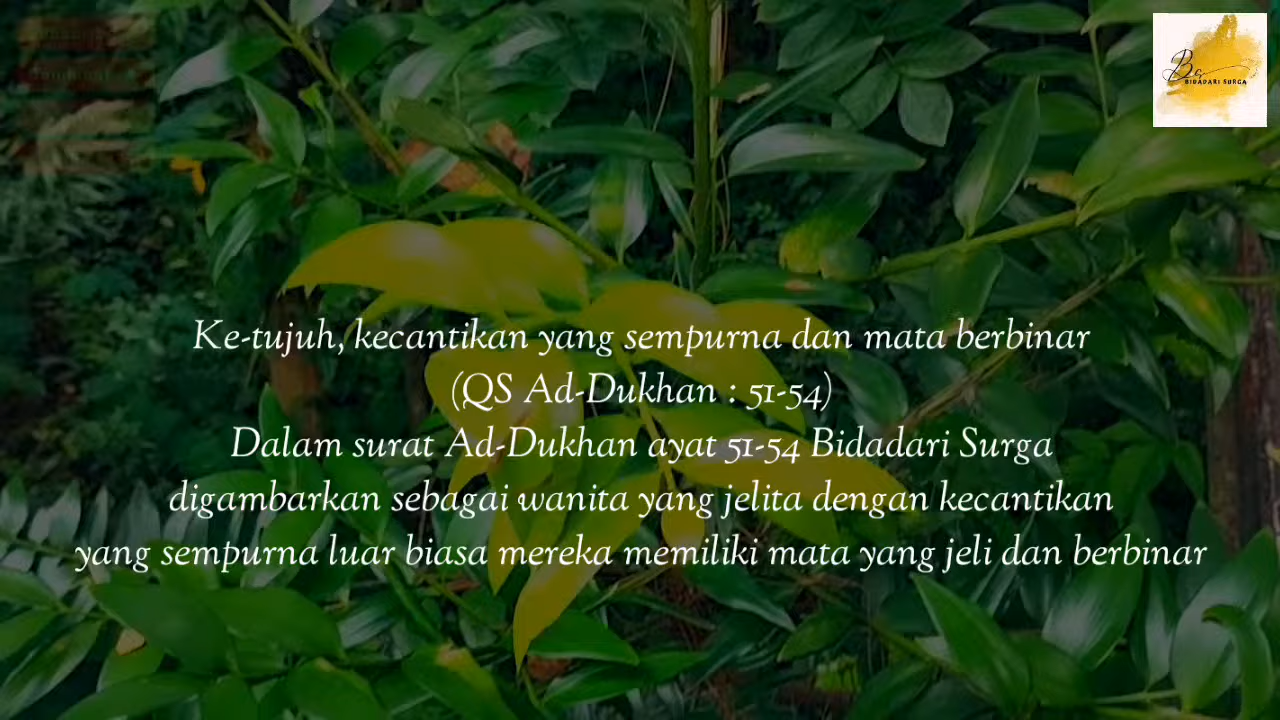 Bs
BIDADARI SURGA
Ke-tujuh, kecantikan yang sempurna dan mata berbinar
(QS Ad-Dukhan : 51-54)
Dalam surat Ad-Dukhan ayat 51-54 Bidadari Surga
digambarkan sebagai wanita yang jelita dengan kecantikan
yang sempurna luar biasa mereka memiliki mata yang jeli dan berbinar